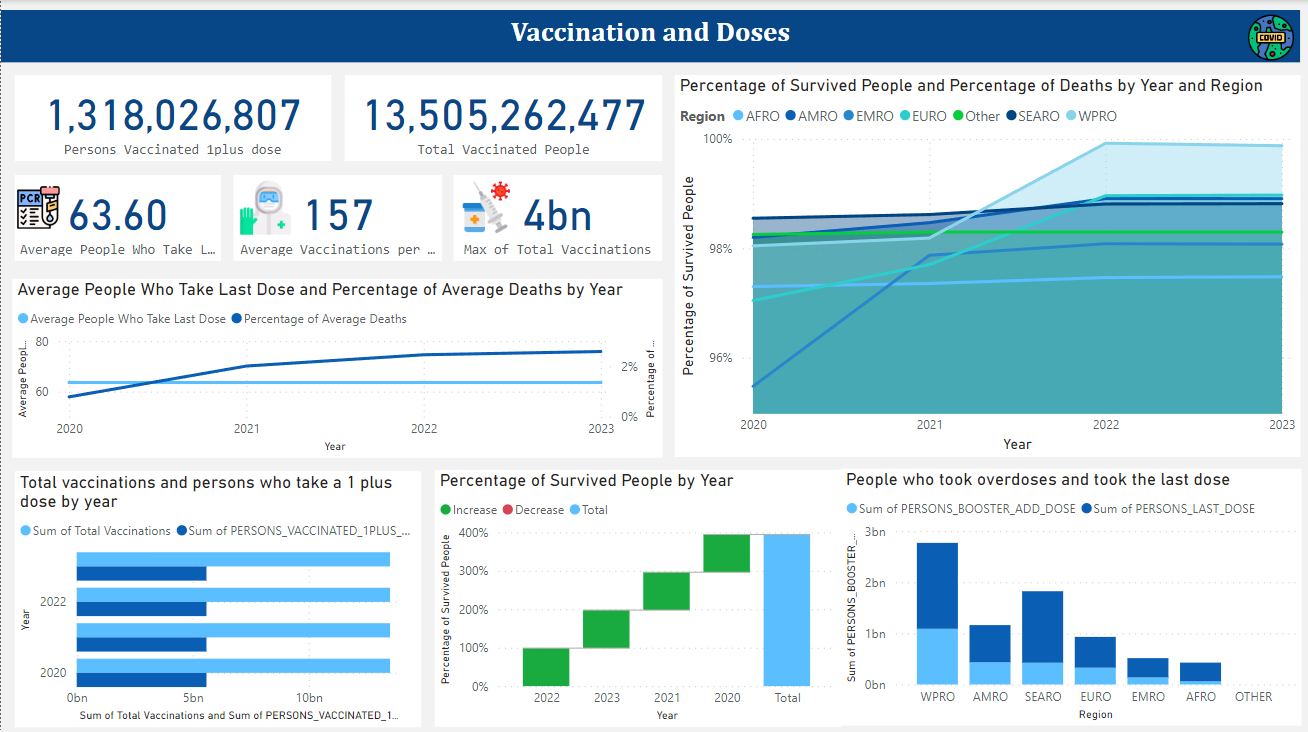 Vaccination and Doses
COVID
1,318,026,807
Persons Vaccinated 1plus dose
13,505,262,477
Total Vaccinated People
PCR
63.60
Average People Who Take L...
157
Average Vaccinations per ...
4bn
Max of Total Vaccinations
Percentage of Survived People and Percentage of Deaths by Year and Region
Region AFRO AMRO EMRO EURO Other SEARO WPRO
Percentage of Survived People
100%
98%
96%
2020 2021 2022 2023
Year
Average People Who Take Last Dose and Percentage of Average Deaths by Year
Average People Who Take Last Dose Percentage of Average Deaths
Average Peopl...
80
60
Percentage of ...
2%
0%
2020 2021 2022 2023
Year
Total vaccinations and persons who take a 1 plus
dose by year
Sum of Total Vaccinations Sum of PERSONS_VACCINATED_1PLUS_...
Year
2022
2020
0bn 5bn 10bn
Sum of Total Vaccinations and Sum of PERSONS_VACCINATED_1...
Percentage of Survived People by Year
Increase Decrease Total
Percentage of Survived People
400%
300%
200%
100%
0%
2022 2023 2021 2020 Total
Year
People who took overdoses and took the last dose
Sum of PERSONS_BOOSTER_ADD_DOSE Sum of PERSONS_LAST_DOSE
Sum of PERSONS_BOOSTER_...
3bn
2bn
1bn
0bn
WPRO AMRO SEARO EURO EMRO AFRO OTHER
Region